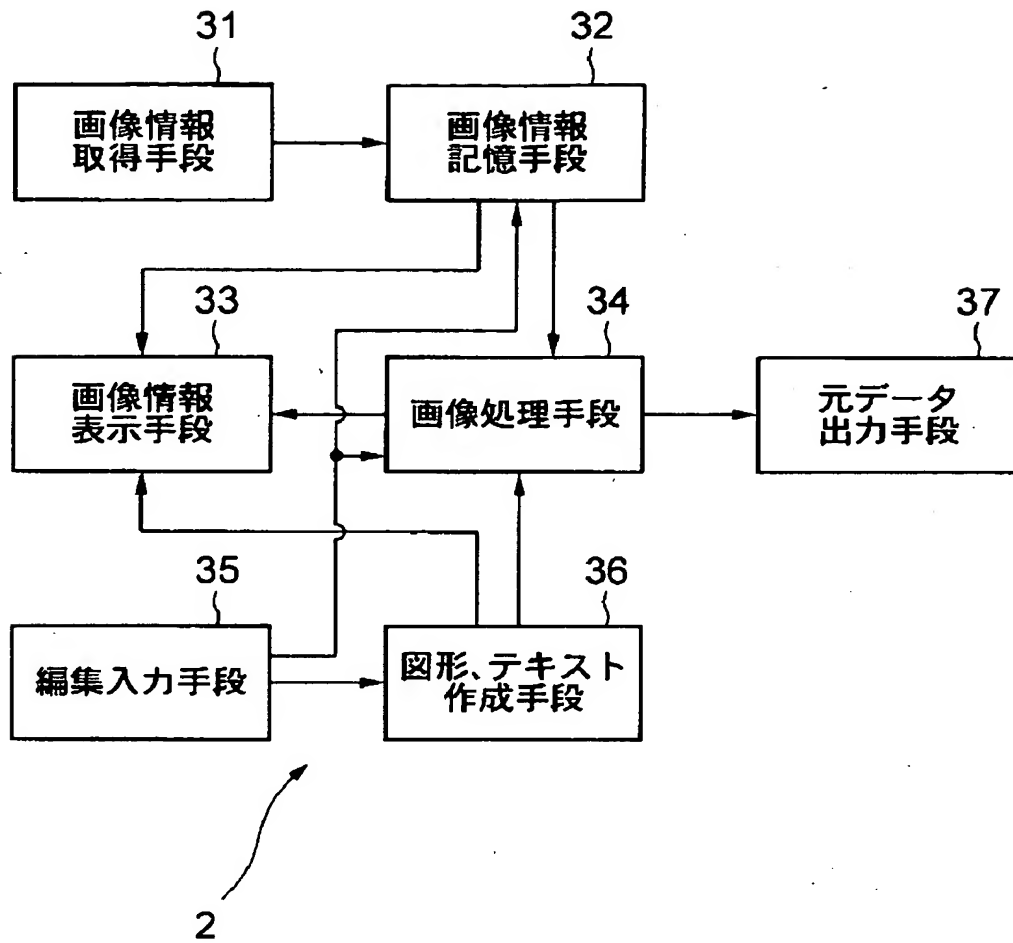 31
画像情報
取得手段
32
画像情報
記憶手段
33
画像情報
表示手段
34
画像処理手段
37
元データ
出力手段
35
編集入力手段
36
図形、テキスト
作成手段
2